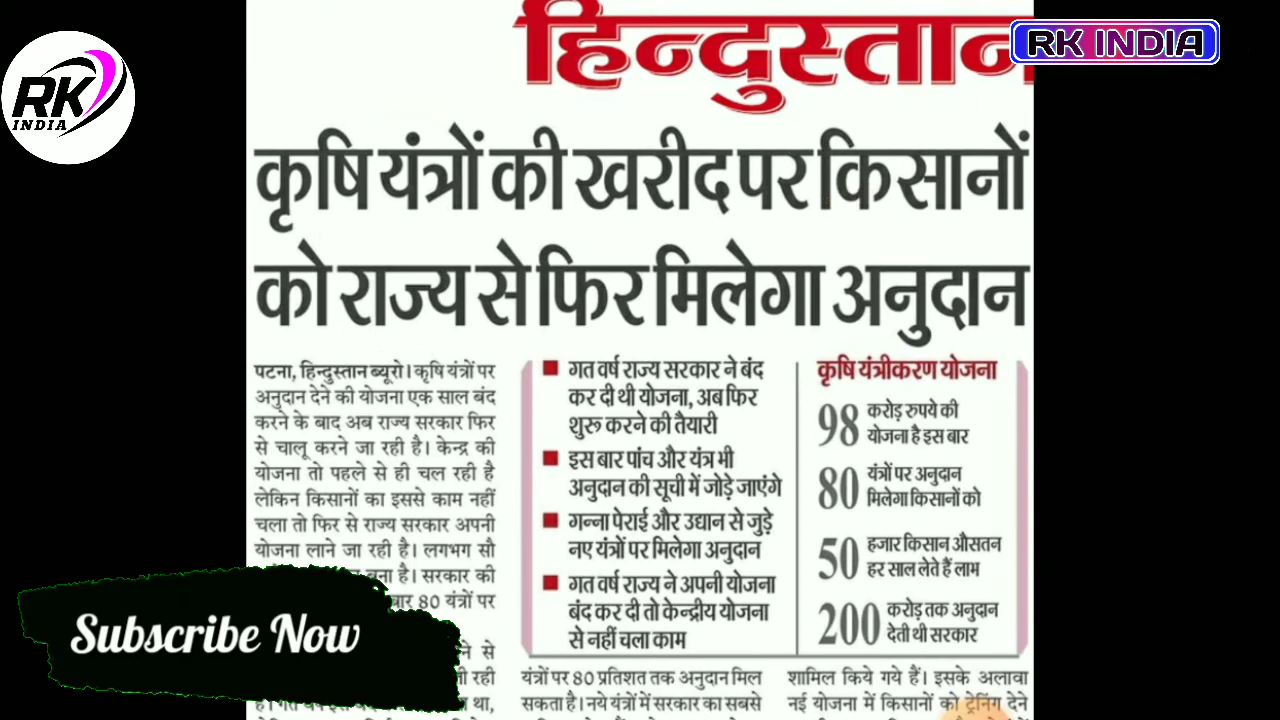 RK
INDIA
RK INDIA
हिन्दुस्तान
कृषि यंत्रों की खरीद पर किसानों
को राज्य से फिर मिलेगा अनुदान
पटना, हिन्दुस्तान ब्यूरो। कृषि यंत्रों पर
अनुदान देने की योजना एक साल बंद
करने के बाद अब राज्य सरकार फिर
से चालू करने जा रही है। केन्द्र की
योजना तो पहले से ही चल रही है
लेकिन किसानों का इससे काम नहीं
चला तो फिर से राज्य सरकार अपनी
योजना लाने जा रही है। लगभग सौ
बना है। सरकार की
80 यंत्रों पर
से
रही
था,
Subscribe Now
गत वर्ष राज्य सरकार ने बंद
कर दी थी योजना, अब फिर
शुरू करने की तैयारी
इस बार पांच और यंत्र भी
अनुदान की सूची में जोड़े जाएंगे
गन्ना पेराई और उद्यान से जुड़े
नए यंत्रों पर मिलेगा अनुदान
गत वर्ष राज्य ने अपनी योजना
बंद कर दी तो केन्द्रीय योजना
से नहीं चला काम
कृषि यंत्रीकरण योजना
98 करोड़ रुपये की
योजना है इस बार
80 यंत्रों पर अनुदान
मिलेगा किसानों को
50 हजार किसान औसतन
हर साल लेते हैं लाभ
200 करोड़ तक अनुदान
देती थी सरकार
यंत्रों पर 80 प्रतिशत तक अनुदान मिल
सकता है। नये यंत्रों में सरकार का सबसे
शामिल किये गये हैं। इसके अलावा
नई योजना में किसानों को ट्रेनिंग देने